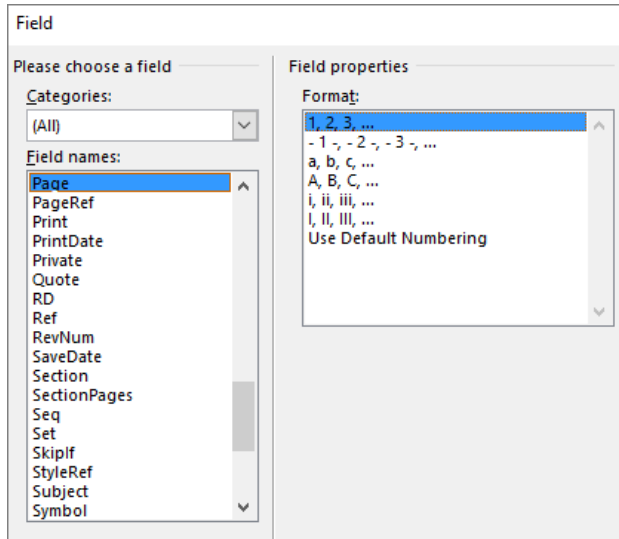 Field
Please choose a field
Categories:
(All)
Field names:
Page
PageRef
Print
PrintDate
Private
Quote
RD
Ref
RevNum
SaveDate
Section
SectionPages
Seq
Set
SkipIf
StyleRef
Subject
Symbol
Field properties
Format:
1, 2, 3, ...
- 1 -, - 2 -, - 3 -, ...
a, b, c, ...
A, B, C, ...
i, ii, iii, ...
I, II, III, ...
Use Default Numbering